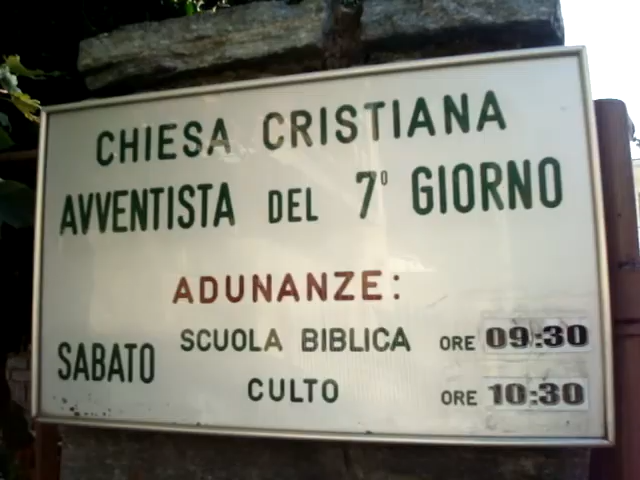 CHIESA CRISTIANA
AVVENTISTA DEL 7° GIORNO
ADUNANZE:
SABATO SCUOLA BIBLICA ORE 09:30
CULTO ORE 10:30